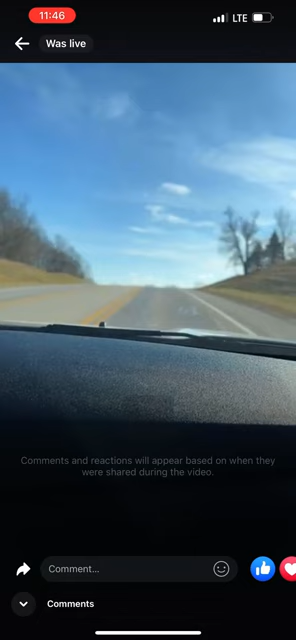 11:46
LTE
Was live
Comments and reactions will appear based on when they
were shared during the video.
Comment...
Comments